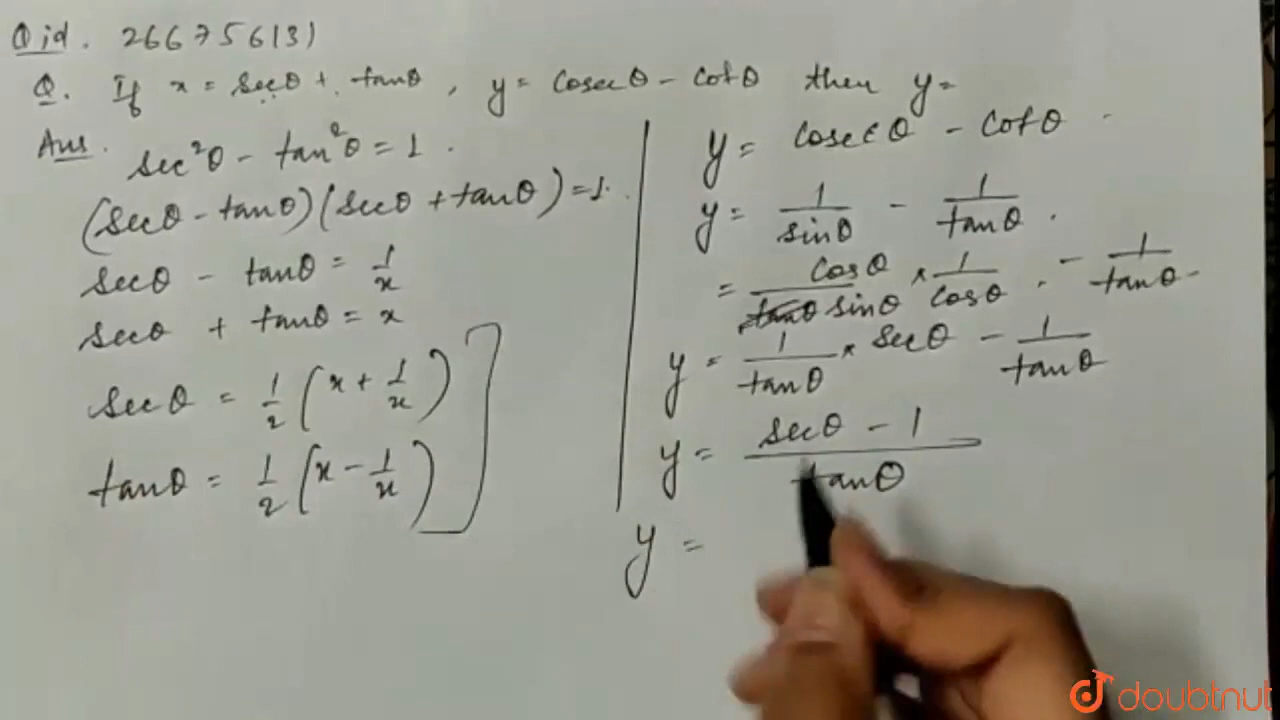 Qid. 26675613)
Q. If x = secθ + tanθ, y = cosecθ - cotθ then y=
Ans. sec²θ - tan²θ = 1.
(secθ - tanθ)(secθ + tanθ) = 1.
secθ - tanθ = 1/x
secθ + tanθ = x
secθ = 1/2 (x + 1/x)
tanθ = 1/2 (x - 1/x)
y = cosecθ - cotθ
y = 1/sinθ - 1/tanθ.
= cosθ/sinθ × 1/cosθ. - 1/tanθ
y = 1/tanθ × secθ - 1/tanθ
y = secθ - 1/tanθ
y =
doubtnut